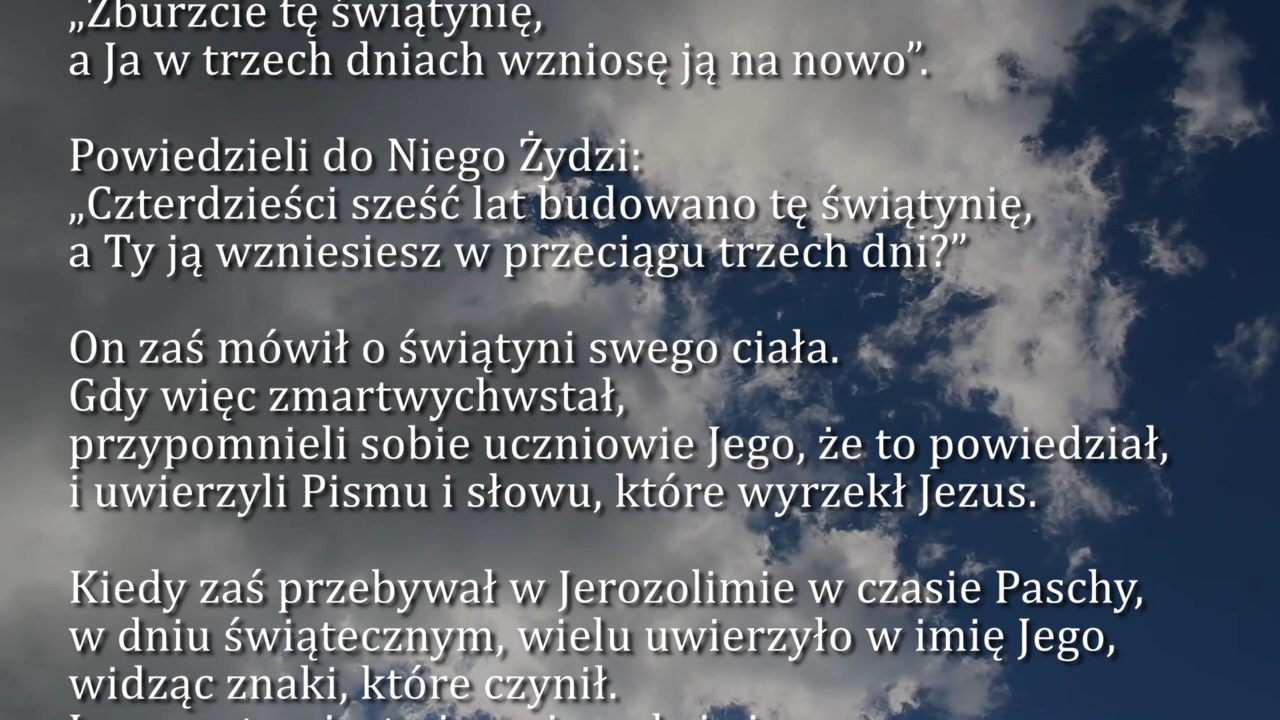 „Zburzcie tę świątynię,
a Ja w trzech dniach wzniosę ją na nowo”.
Powiedzieli do Niego Żydzi:
„Czterdzieści sześć lat budowano tę świątynię,
a Ty ją wzniesiesz w przeciągu trzech dni?”
On zaś mówił o świątyni swego ciała.
Gdy więc zmartwychwstał,
przypomnieli sobie uczniowie Jego, że to powiedział,
i uwierzyli Pismu i słowu, które wyrzekł Jezus.
Kiedy zaś przebywał w Jerozolimie w czasie Paschy,
w dniu świątecznym, wielu uwierzyło w imię Jego,
widząc znaki, które czynił.